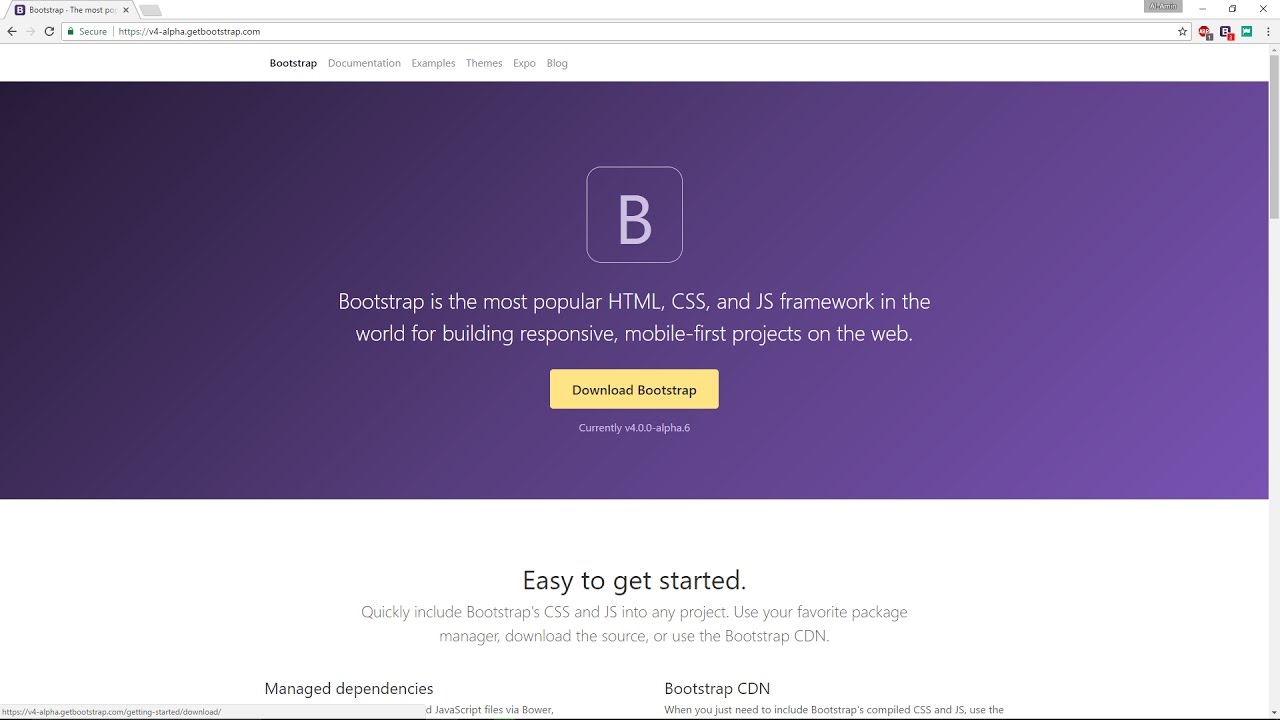 Al-Amin
Bootstrap · The most pop
Secure
https://v4-alpha.getbootstrap.com
1
Bootstrap
Documentation
Examples
Themes
Expo
Blog
B
Bootstrap is the most popular HTML, CSS, and JS framework in the
world for building responsive, mobile-first projects on the web.
Download Bootstrap
Currently v4.0.0-alpha.6
Easy to get started.
Quickly include Bootstrap's CSS and JS into any project. Use your favorite package
manager, download the source, or use the Bootstrap CDN.
Managed dependencies
JavaScript files via Bower,
Bootstrap CDN
When you just need to include Bootstrap's compiled CSS and JS, use the
https://v4-alpha.getbootstrap.com/getting-started/download/